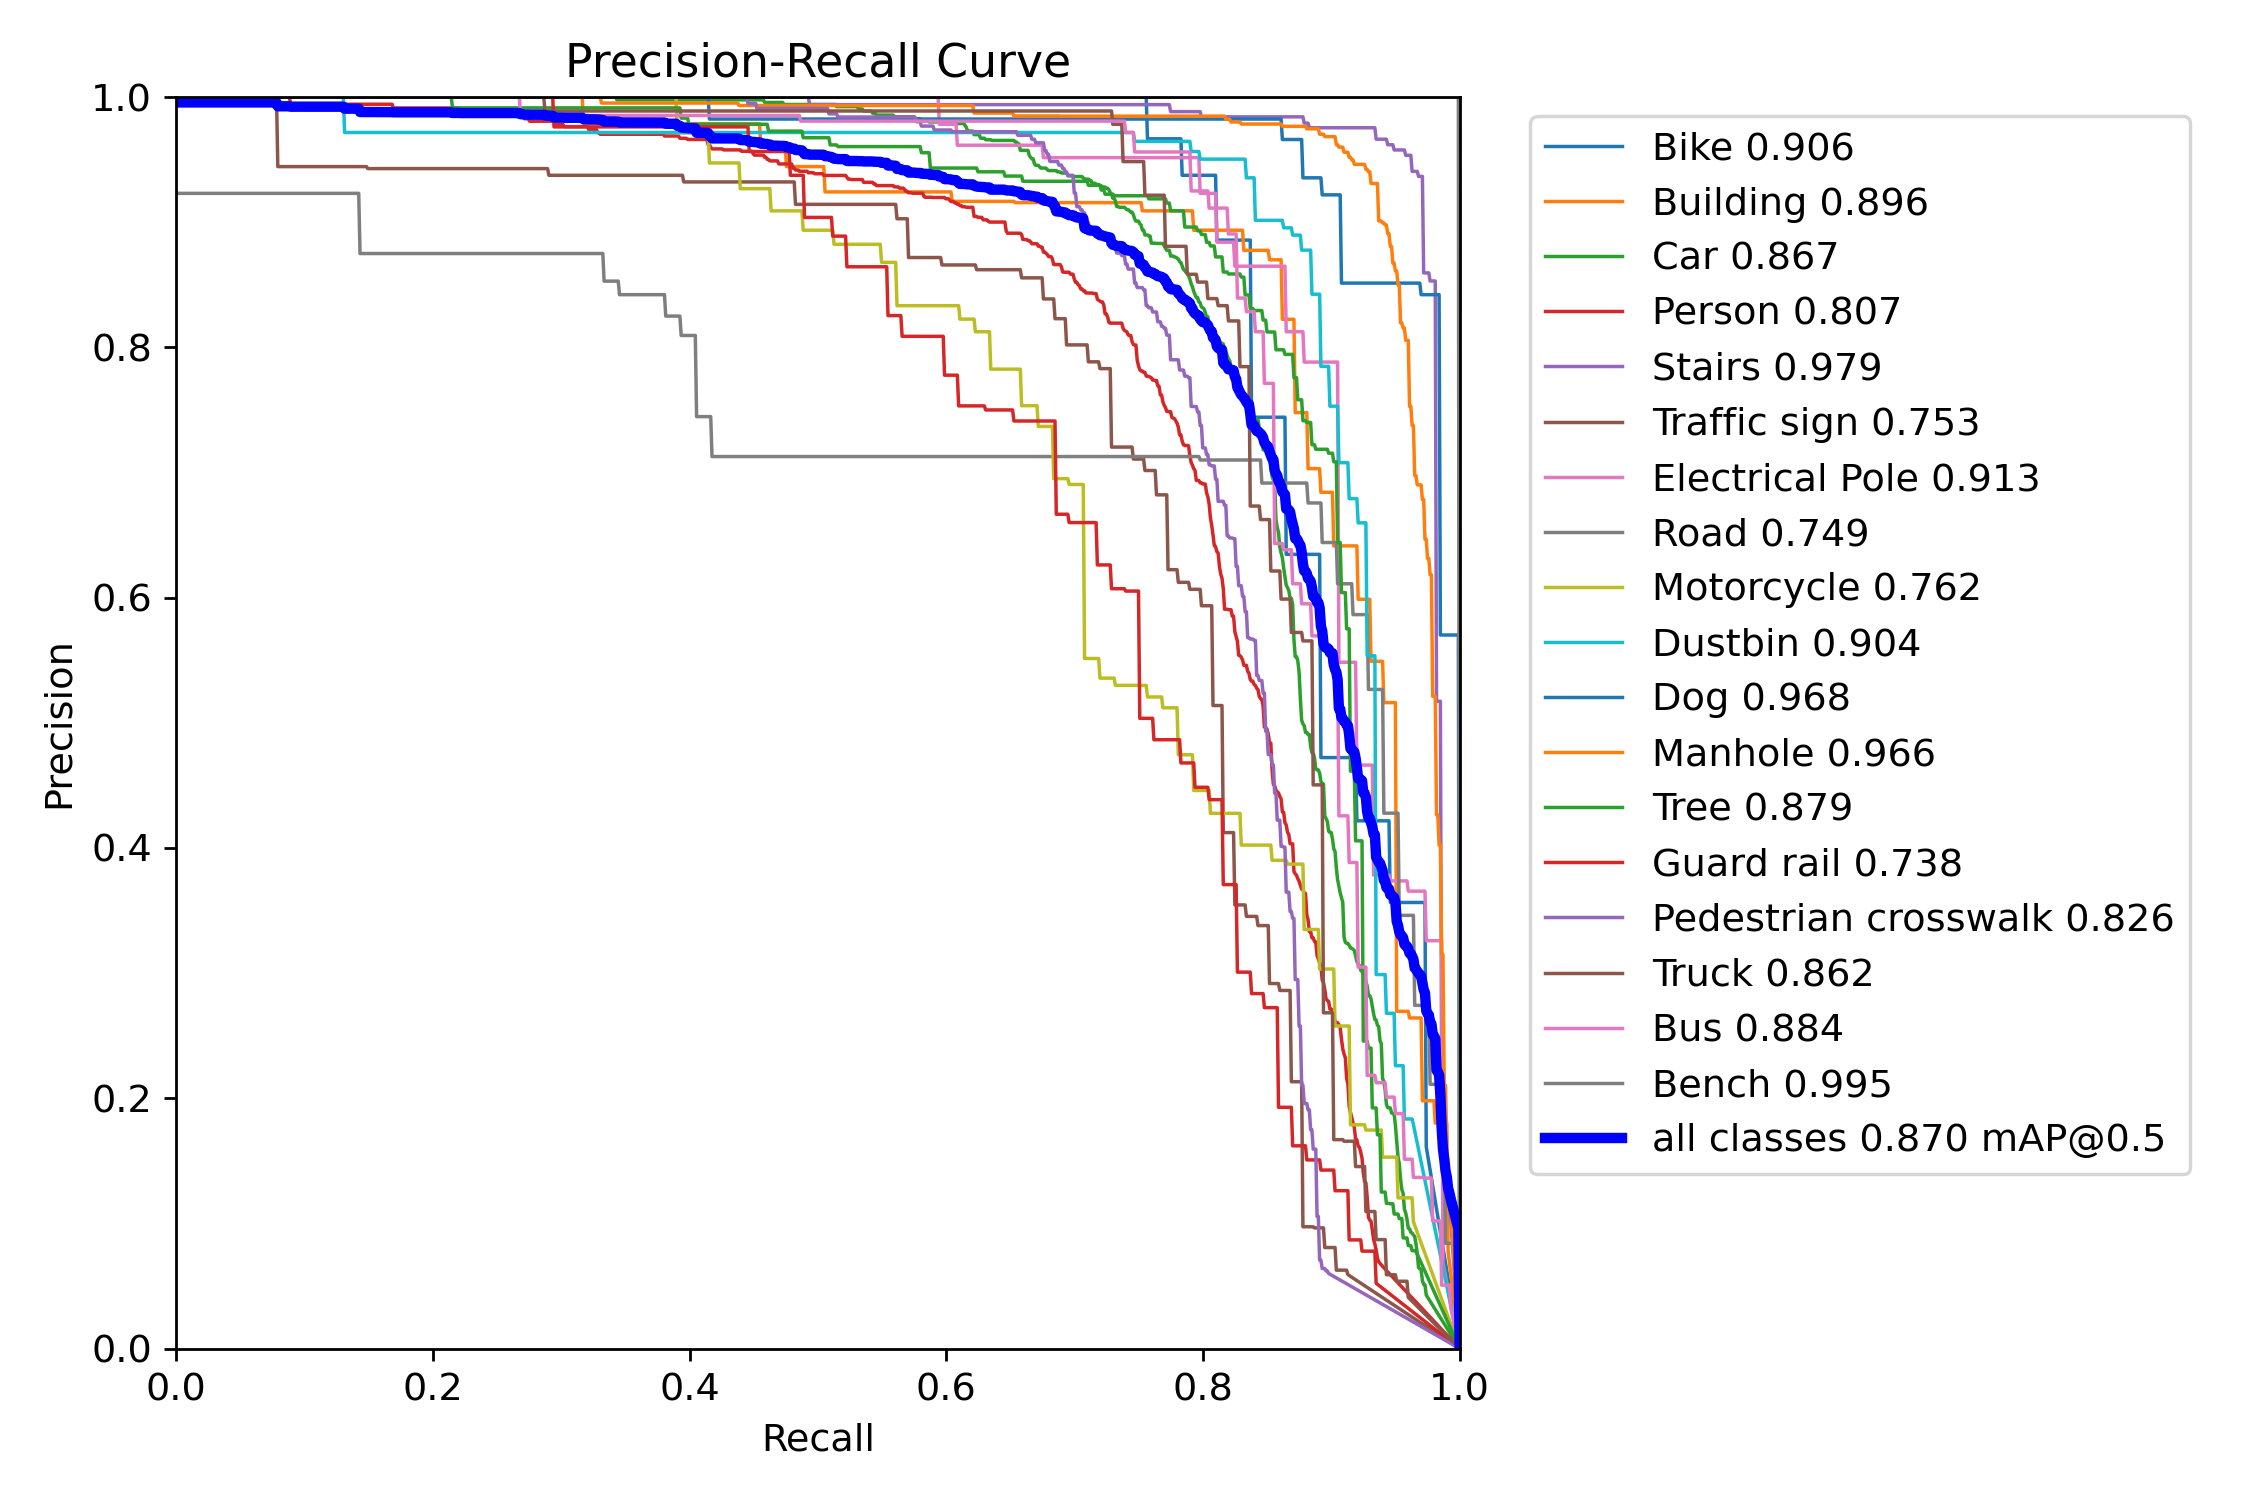 Precision-Recall Curve
1.0
0.8
0.6
0.4
0.2
0.0
Precision
0.0 0.2 0.4 0.6 0.8 1.0
Recall
Bike 0.906
Building 0.896
Car 0.867
Person 0.807
Stairs 0.979
Traffic sign 0.753
Electrical Pole 0.913
Road 0.749
Motorcycle 0.762
Dustbin 0.904
Dog 0.968
Manhole 0.966
Tree 0.879
Guard rail 0.738
Pedestrian crosswalk 0.826
Truck 0.862
Bus 0.884
Bench 0.995
all classes 0.870 mAP@0.5